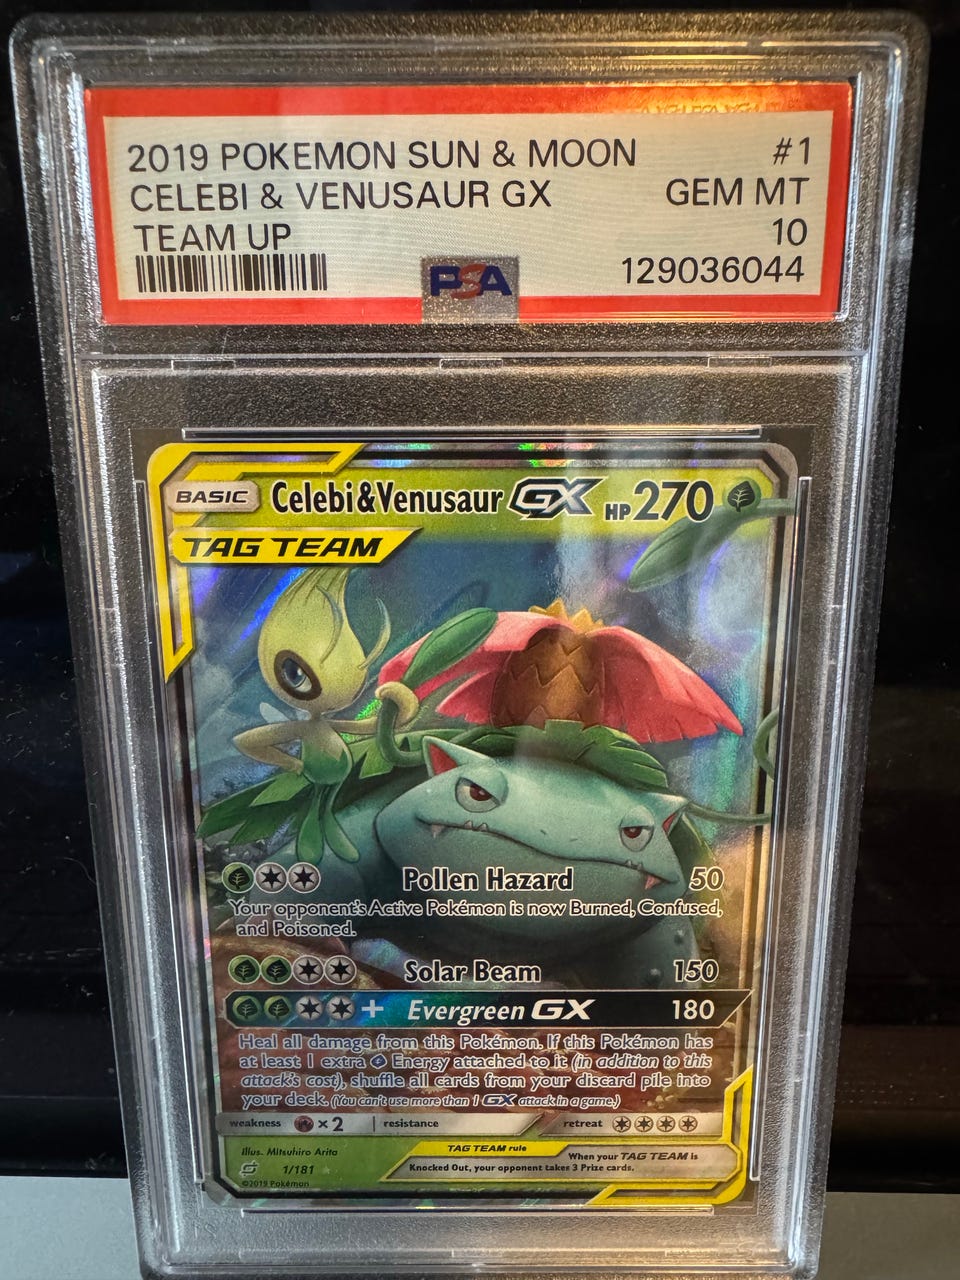 2019 POKEMON SUN & MOON #1
CELEBI & VENUSAUR GX GEM MT
TEAM UP 10
PSA 129036044
BASIC Celebi&Venusaur GX HP270
TAG TEAM
Pollen Hazard 50
Your opponent's Active Pokémon is now Burned, Confused,
and Poisoned.
Solar Beam 150
+ Evergreen GX 180
Heal all damage from this Pokémon. If this Pokémon has
at least 1 extra Energy attached to it (in addition to this
attack's cost), shuffle all cards from your discard pile into
your deck. (You can't use more than 1 GX attack in a game.)
weakness ×2 resistance retreat
Illus. Mitsuhiro Arita
1/181
©2019 Pokémon
TAG TEAM rule
When your TAG TEAM is
Knocked Out, your opponent takes 3 Prize cards.